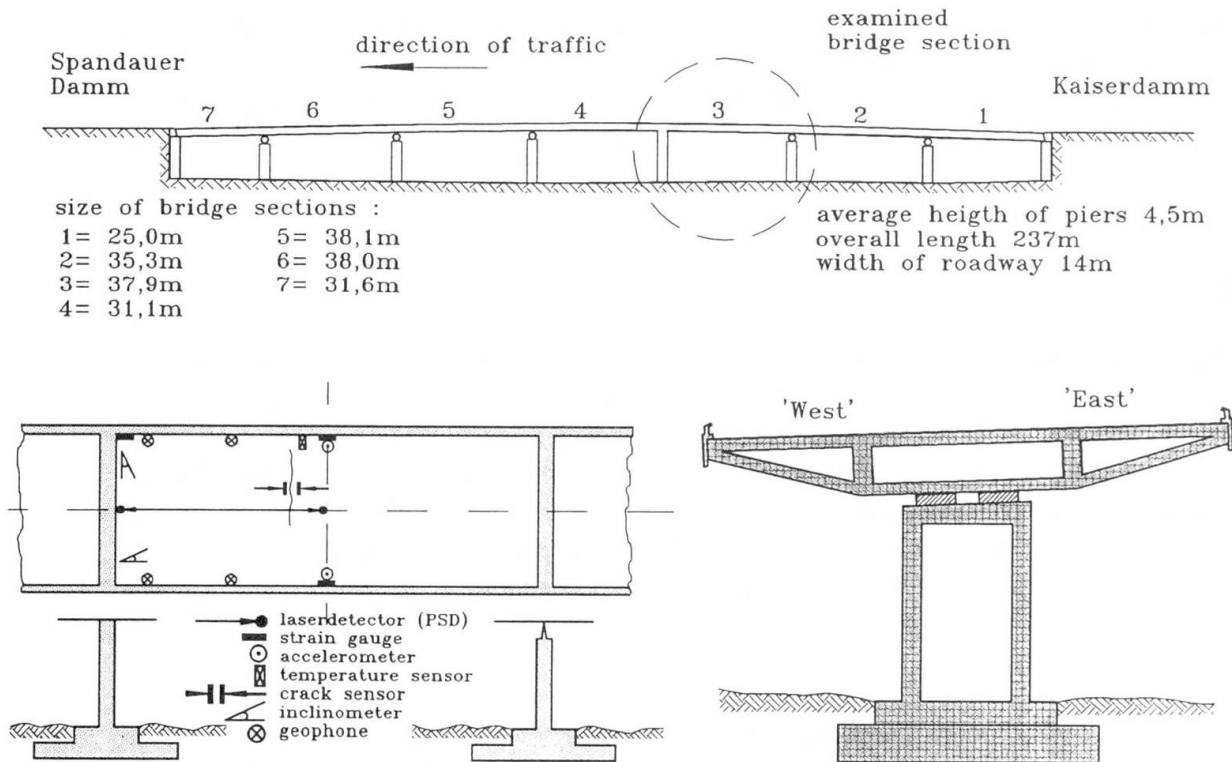 examined
bridge section
direction of traffic
Spandauer
Damm
Kaiserdamm
7 6 5 4 3 2 1
size of bridge sections :
1= 25,0m 5= 38,1m
2= 35,3m 6= 38,0m
3= 37,9m 7= 31,6m
4= 31,1m
average heigth of piers 4,5m
overall length 237m
width of roadway 14m
'West' 'East'
laserdetector (PSD)
strain gauge
accelerometer
temperature sensor
crack sensor
inclinometer
geophone